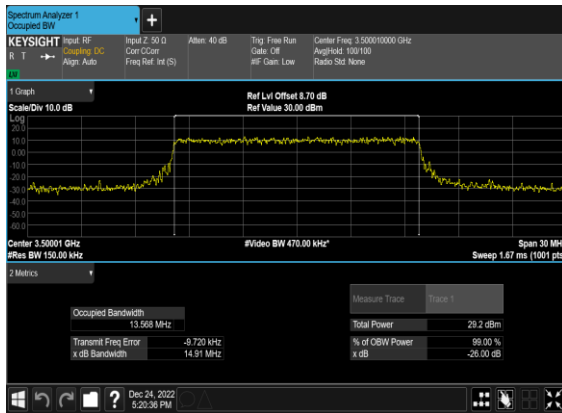 Spectrum Analyzer 1
Occupied BW
KEYSIGHT Input: RF Input Z: 50 Ω Atten: 40 dB Trig: Free Run Center Freq: 3.500010000 GHz
R T Coupling: DC Corr CCorr Gate: Off Avg|Hold: 100/100
Align: Auto Freq Ref: Int (S) #IF Gain: Low Radio Std: None
1 Graph Ref Lvl Offset 8.70 dB
Scale/Div 10.0 dB Ref Value 30.00 dBm
Log
20.0
10.0
0.00
-10.0
-20.0
-30.0
-40.0
-50.0
-60.0
Center 3.50001 GHz #Video BW 470.00 kHz* Span 30 MH
#Res BW 150.00 kHz Sweep 1.67 ms (1001 pts
2 Metrics
Measure Trace Trace 1
Occupied Bandwidth
13.568 MHz Total Power 29.2 dBm
Transmit Freq Error -9.720 kHz % of OBW Power 99.00 %
x dB Bandwidth 14.91 MHz x dB -26.00 dB
Dec 24, 2022
5:20:36 PM